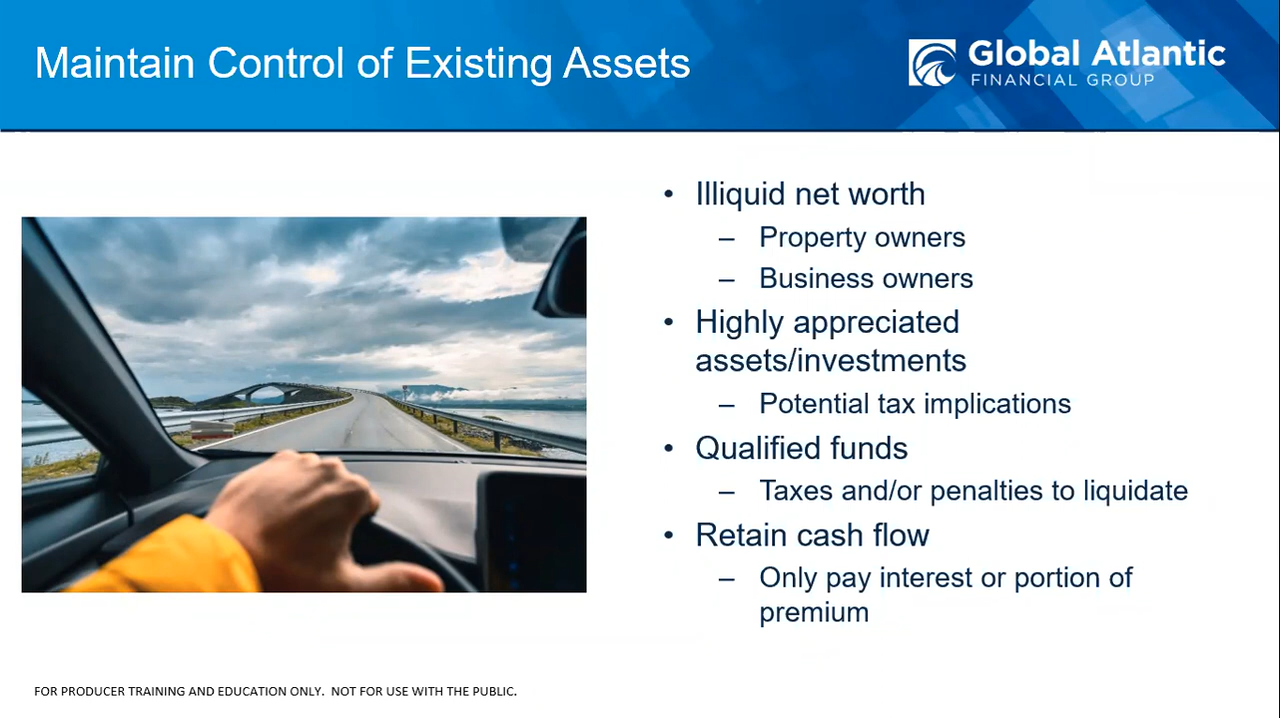 Maintain Control of Existing Assets
Global Atlantic
FINANCIAL GROUP
• Illiquid net worth
– Property owners
– Business owners
• Highly appreciated
assets/investments
– Potential tax implications
• Qualified funds
– Taxes and/or penalties to liquidate
• Retain cash flow
– Only pay interest or portion of
premium
FOR PRODUCER TRAINING AND EDUCATION ONLY. NOT FOR USE WITH THE PUBLIC.